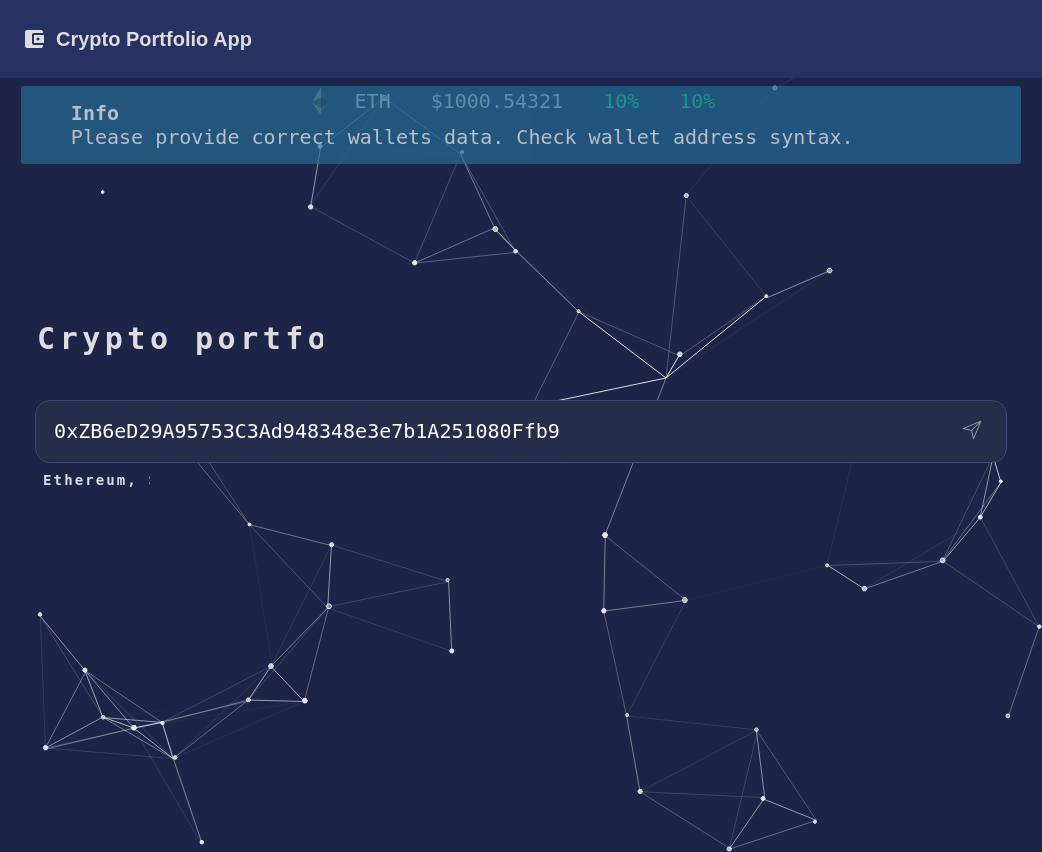 Crypto Portfolio App
ETH $1000.54321 10% 10%
Info
Please provide correct wallets data. Check wallet address syntax.
Crypto portfo
0xZB6eD29A95753C3Ad948348e3e7b1A251080Ffb9
Ethereum,